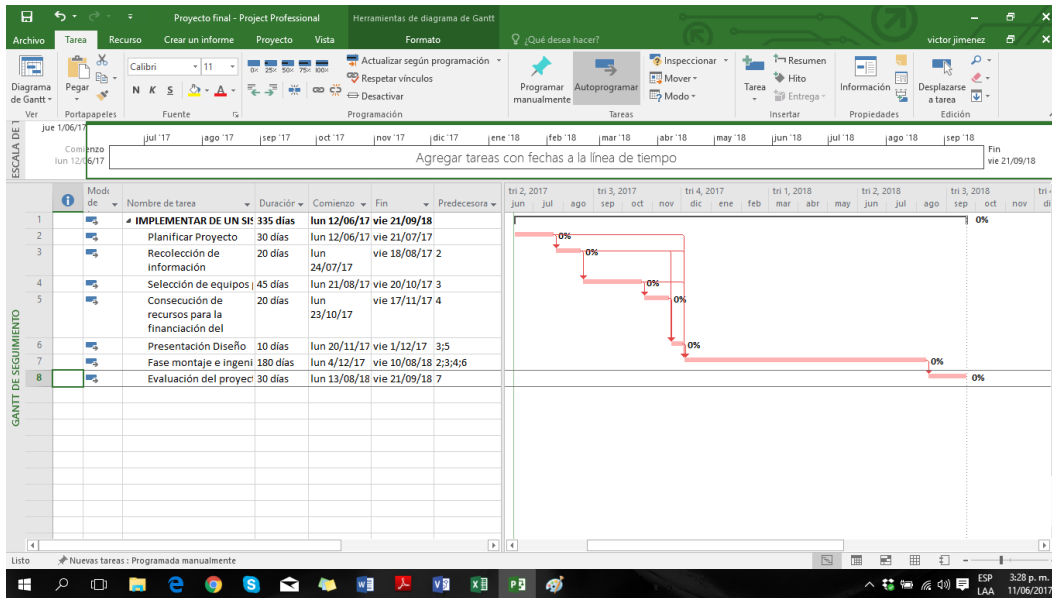 Proyecto final - Project Professional
Herramientas de diagrama de Gantt
Archivo Tarea Recurso Crear un informe Proyecto Vista Formato ¿Qué desea hacer? victor jimenez
Diagrama de Gantt
Pegar
Calibri 11
N K S
0× 25× 50× 75× 100×
Actualizar según programación
Respetar vínculos
Desactivar
Programar manualmente
Autoprogramar
Inspeccionar
Mover
Modo
Tarea
Resumen
Hito
Entrega
Información
Desplazarse a tarea
Ver Portapapeles Fuente Programación Tareas Insertar Propiedades Edición
ESCALA DE T
jue 1/06/17
jul '17 ago '17 sep '17 oct '17 nov '17 dic '17 ene '18 feb '18 mar '18 abr '18 may '18 jun '18 jul '18 ago '18 sep '18
Comienzo
lun 12/06/17
Agregar tareas con fechas a la línea de tiempo
Fin
vie 21/09/18
Modo de
Nombre de tarea Duración Comienzo Fin Predecesora
tri 2, 2017 tri 3, 2017 tri 4, 2017 tri 1, 2018 tri 2, 2018 tri 3, 2018 tri
jun jul ago sep oct nov dic ene feb mar abr may jun jul ago sep oct nov di
1 IMPLEMENTAR DE UN SIS 335 días lun 12/06/17 vie 21/09/18 0%
2 Planificar Proyecto 30 días lun 12/06/17 vie 21/07/17 0%
3 Recolección de información 20 días lun 24/07/17 vie 18/08/17 2 0%
4 Selección de equipos 45 días lun 21/08/17 vie 20/10/17 3 0%
5 Consecución de recursos para la financiación del 20 días lun 23/10/17 vie 17/11/17 4 0%
6 Presentación Diseño 10 días lun 20/11/17 vie 1/12/17 3;5 0%
7 Fase montaje e ingeni 180 días lun 4/12/17 vie 10/08/18 2;3;4;6 0%
8 Evaluación del proyect 30 días lun 13/08/18 vie 21/09/18 7 0%
GANTT DE SEGUIMIENTO
Listo Nuevas tareas : Programada manualmente
ESP
LAA
3:28 p. m.
11/06/2017